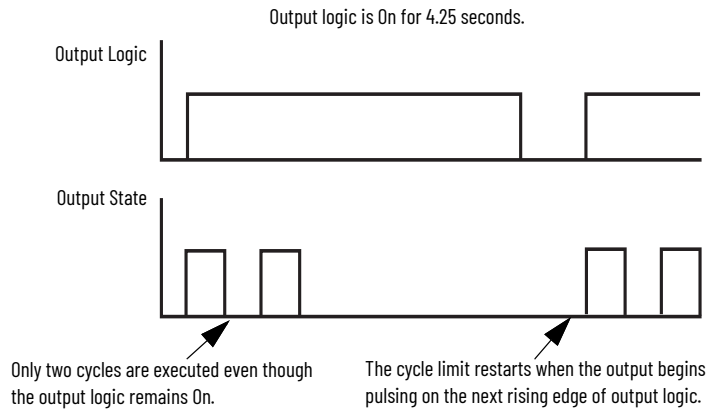 Output logic is On for 4.25 seconds.
Output Logic
Output State
Only two cycles are executed even though
the output logic remains On.
The cycle limit restarts when the output begins
pulsing on the next rising edge of output logic.